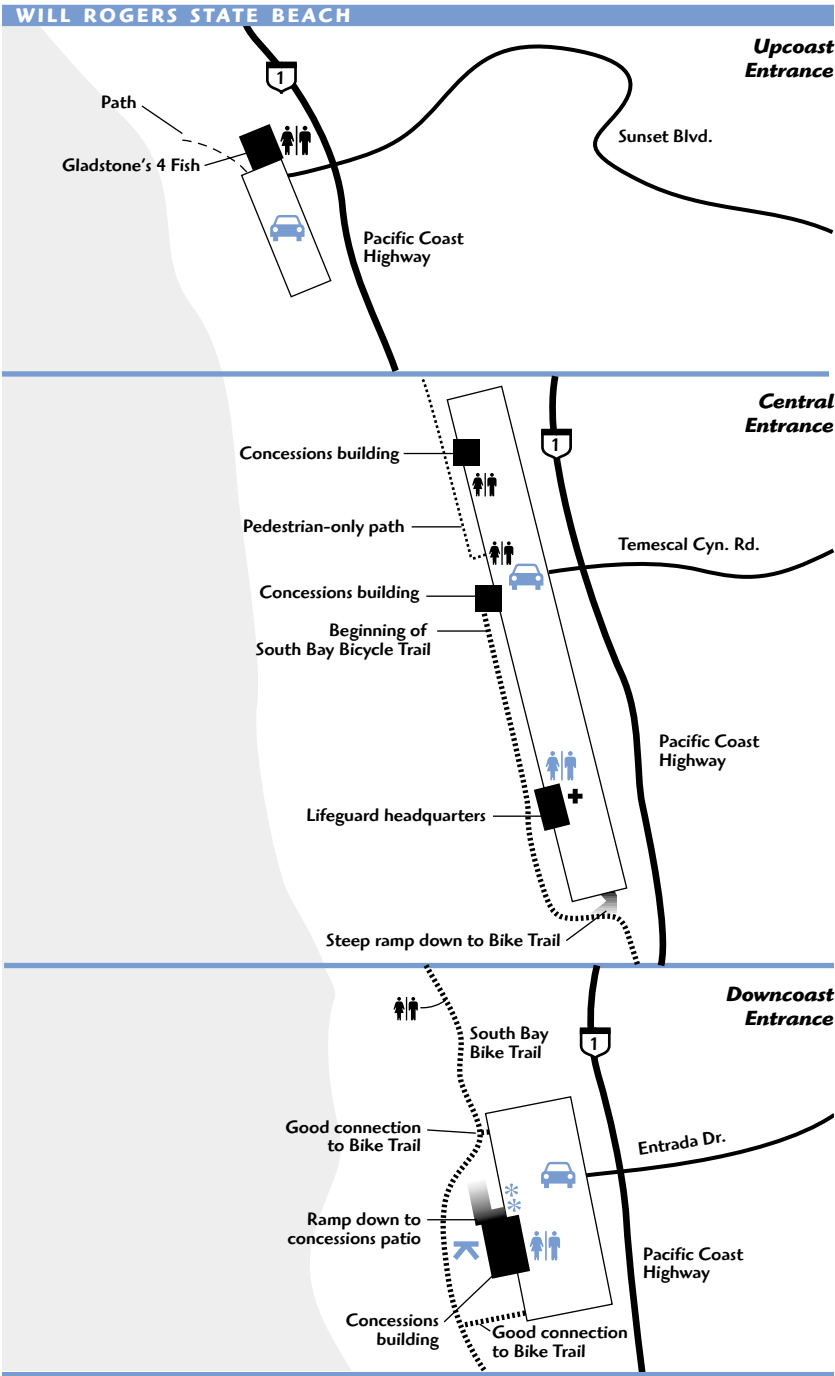 WILL ROGERS STATE BEACH
Upcoast
Entrance
1
Path
Sunset Blvd.
Gladstone's 4 Fish
Pacific Coast
Highway
Central
Entrance
1
Concessions building
Pedestrian-only path
Temescal Cyn. Rd.
Concessions building
Beginning of
South Bay Bicycle Trail
Pacific Coast
Highway
Lifeguard headquarters
Steep ramp down to Bike Trail
Downcoast
Entrance
South Bay
Bike Trail
1
Good connection
to Bike Trail
Entrada Dr.
**
Ramp down to
concessions patio
Pacific Coast
Highway
Concessions
building
Good connection
to Bike Trail